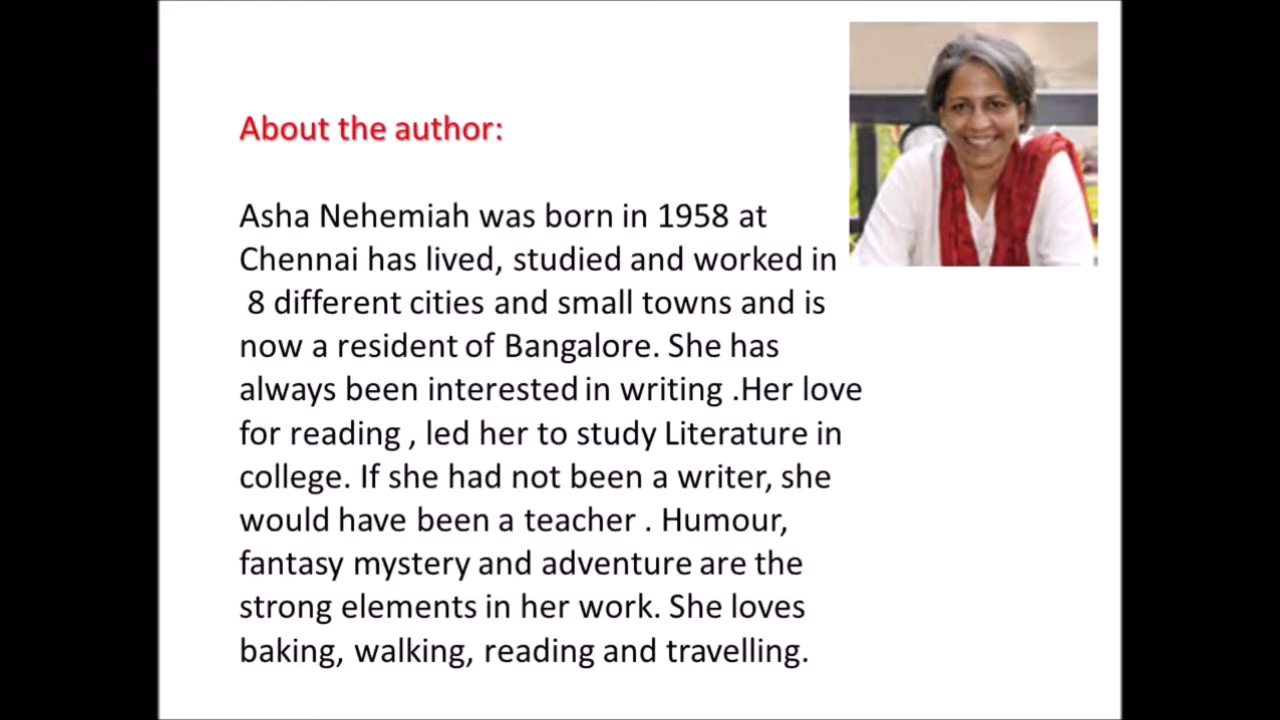 About the author:
Asha Nehemiah was born in 1958 at
Chennai has lived, studied and worked in
8 different cities and small towns and is
now a resident of Bangalore. She has
always been interested in writing .Her love
for reading , led her to study Literature in
college. If she had not been a writer, she
would have been a teacher . Humour,
fantasy mystery and adventure are the
strong elements in her work. She loves
baking, walking, reading and travelling.